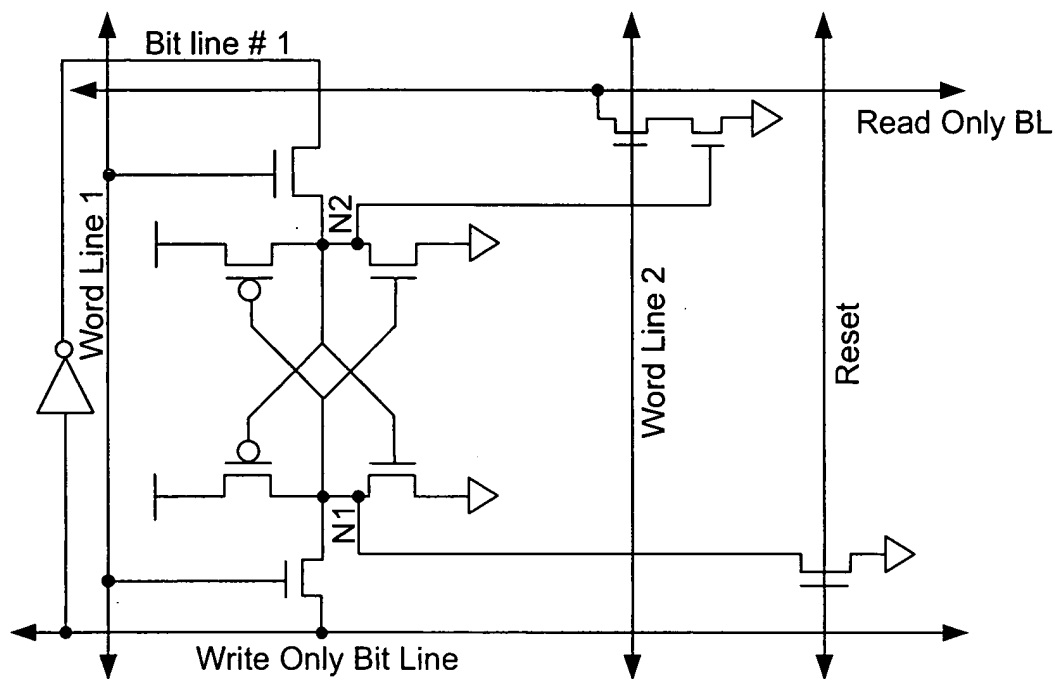 Bit line # 1
Read Only BL
Word Line 1
N2
Word Line 2
Reset
N1
Write Only Bit Line